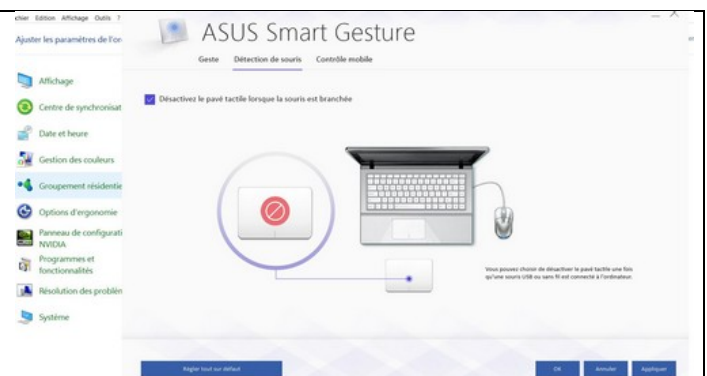 chier Edition Affichage Outils ?
Ajuster les paramètres de l'or
Affichage
Centre de synchronisat
Date et heure
Gestion des couleurs
Groupement résidentie
Options d'ergonomie
Panneau de configurati
NVIDIA
Programmes et
fonctionnalités
Résolution des problèm
Système
ASUS Smart Gesture
Geste Détection de souris Contrôle mobile
Désactivez le pavé tactile lorsque la souris est branchée
Vous pouvez choisir de désactiver le pavé tactile une fois
qu'une souris USB ou sans fil est connecté à l'ordinateur.
Régler tout sur défaut
OK Annuler Appliquer